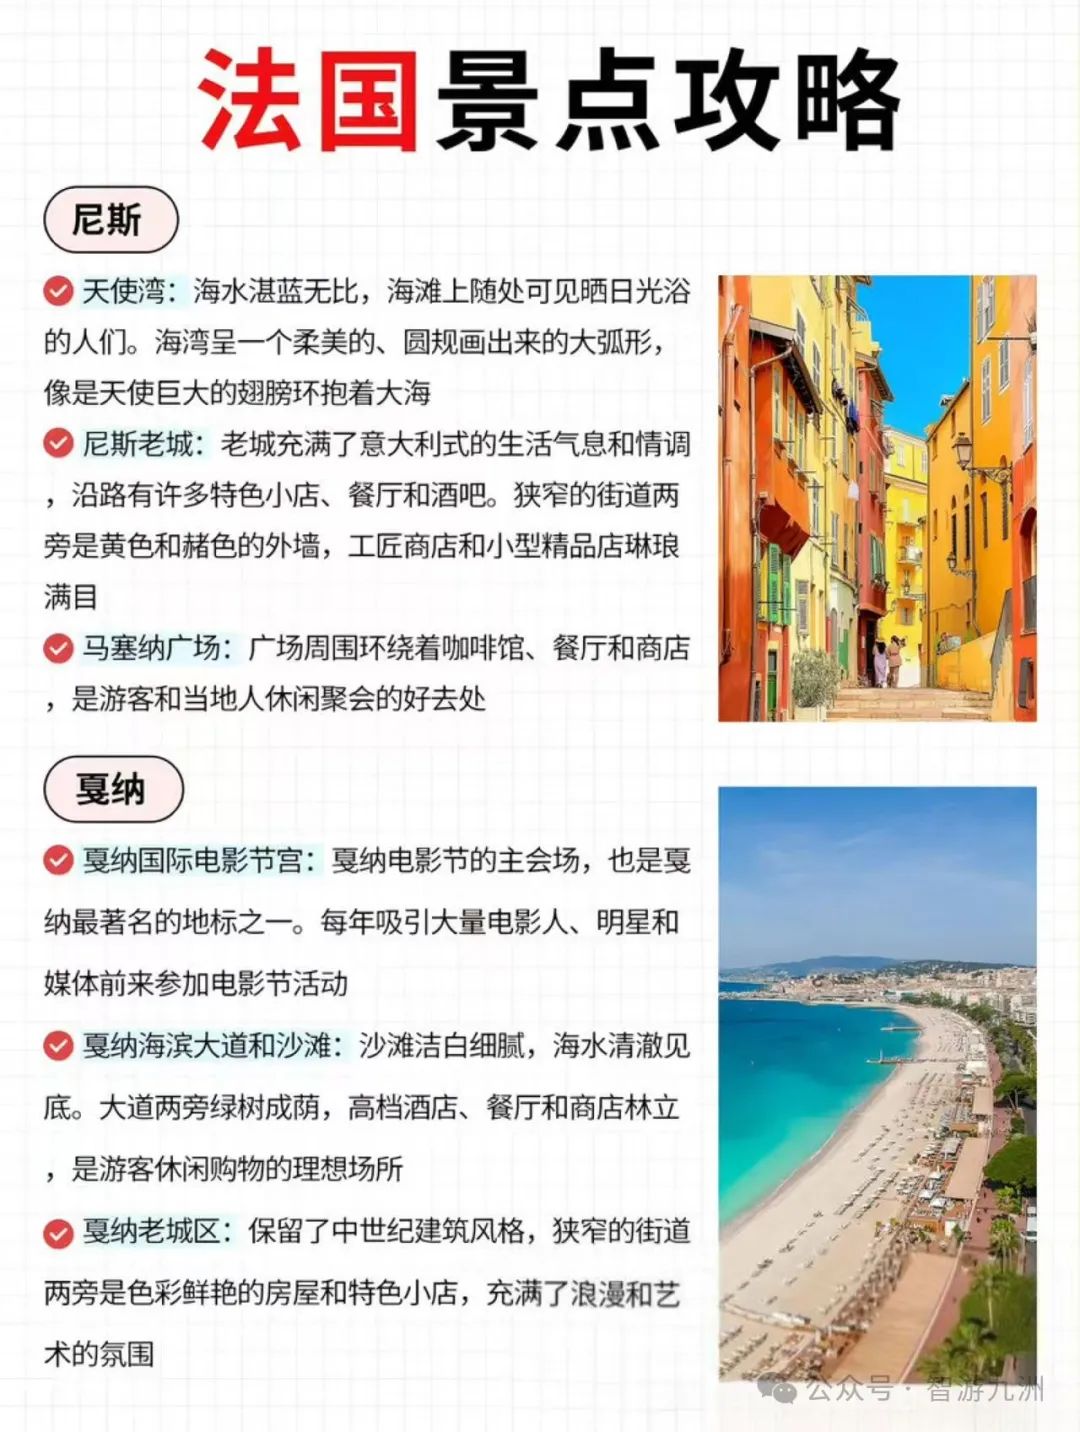 法国景点攻略
尼斯
天使湾：海水湛蓝无比，海滩上随处可见晒日光浴
的人们。海湾呈一个柔美的、圆规画出来的大弧形，
像是天使巨大的翅膀环抱着大海
尼斯老城：老城充满了意大利式的生活气息和情调
，沿路有许多特色小店、餐厅和酒吧。狭窄的街道两
旁是黄色和赭色的外墙，工匠商店和小型精品店琳琅
满目
马塞纳广场：广场周围环绕着咖啡馆、餐厅和商店
，是游客和当地人休闲聚会的好去处
戛纳
戛纳国际电影节宫：戛纳电影节的主会场，也是戛
纳最著名的地标之一。每年吸引大量电影人、明星和
媒体前来参加电影节活动
戛纳海滨大道和沙滩：沙滩洁白细腻，海水清澈见
底。大道两旁绿树成荫，高档酒店、餐厅和商店林立
，是游客休闲购物的理想场所
戛纳老城区：保留了中世纪建筑风格，狭窄的街道
两旁是色彩鲜艳的房屋和特色小店，充满了浪漫和艺
术的氛围
公众号·智游九洲